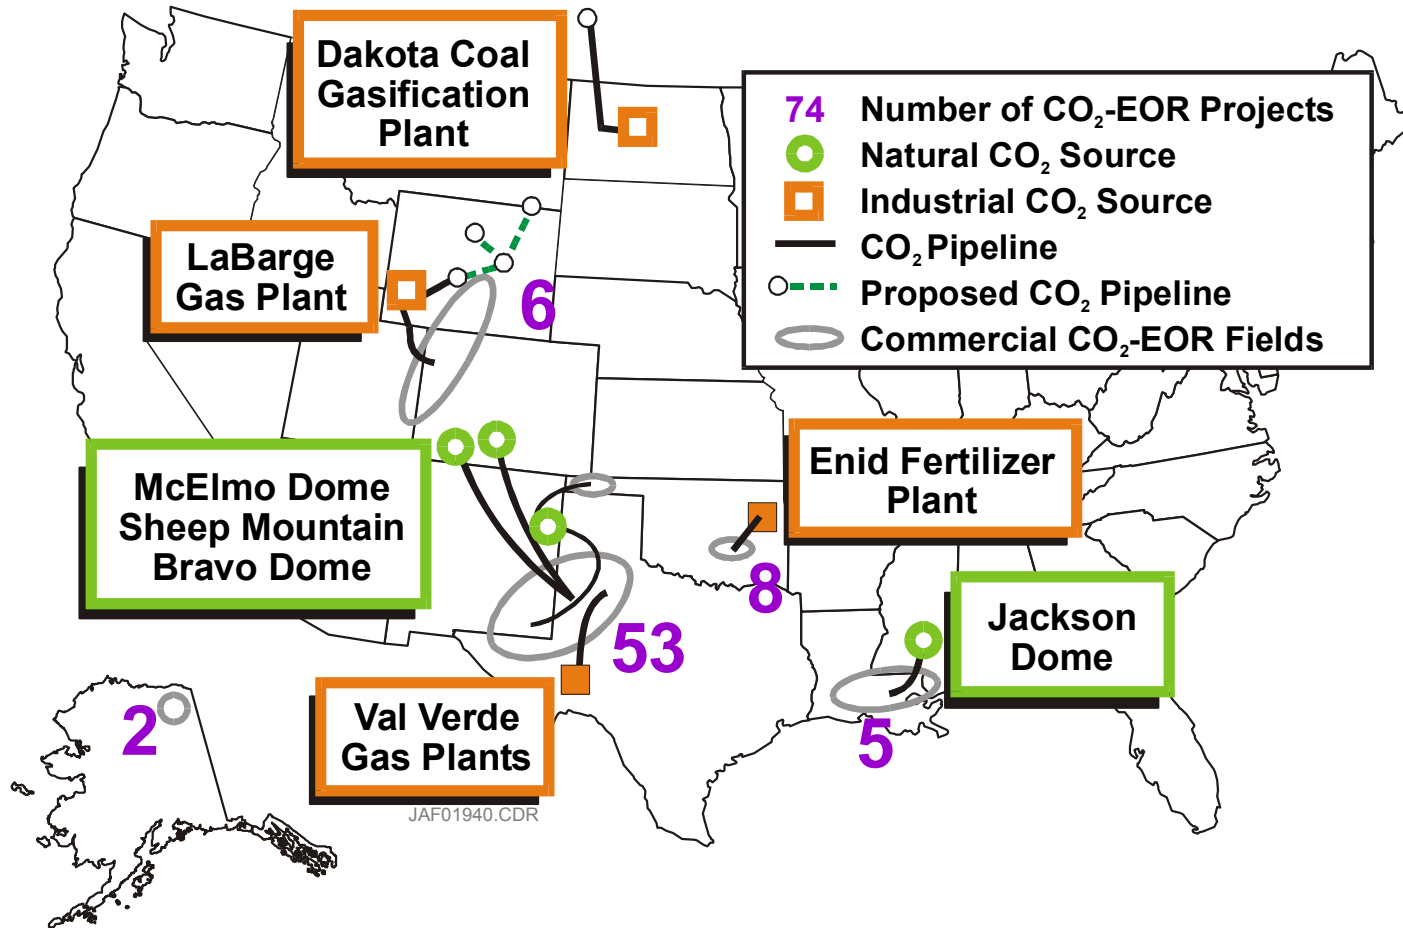 Dakota Coal
Gasification
Plant
74 Number of CO₂-EOR Projects
Natural CO₂ Source
Industrial CO₂ Source
CO₂ Pipeline
Proposed CO₂ Pipeline
Commercial CO₂-EOR Fields
LaBarge
Gas Plant
6
McElmo Dome
Sheep Mountain
Bravo Dome
Enid Fertilizer
Plant
8
53
Jackson
Dome
5
Val Verde
Gas Plants
2
JAF01940.CDR